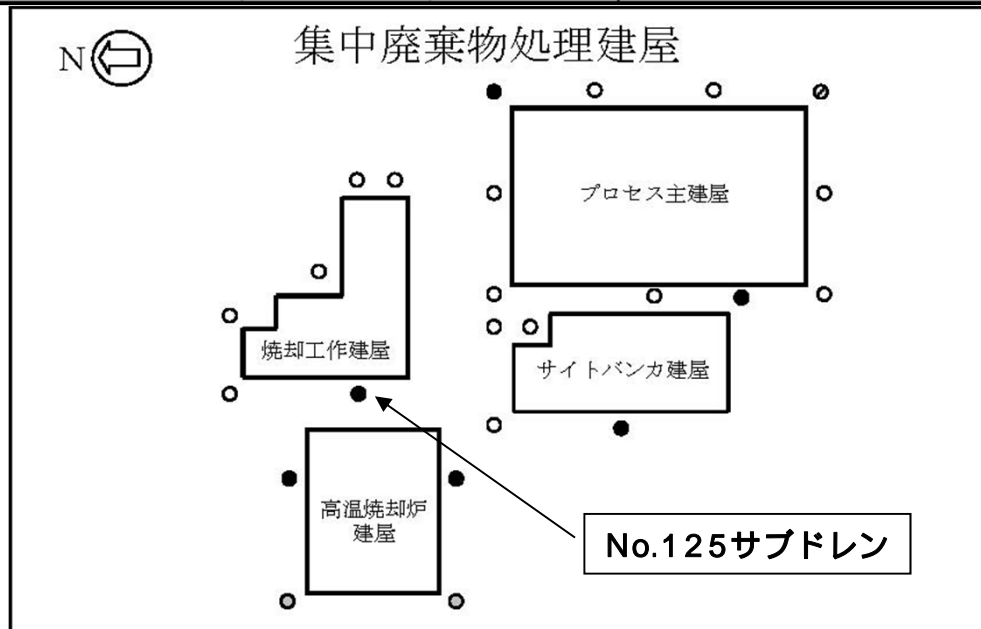 N
集中廃棄物処理建屋
プロセス主建屋
焼却工作建屋
サイトバンカ建屋
高温焼却炉
建屋
No.125サブドレン